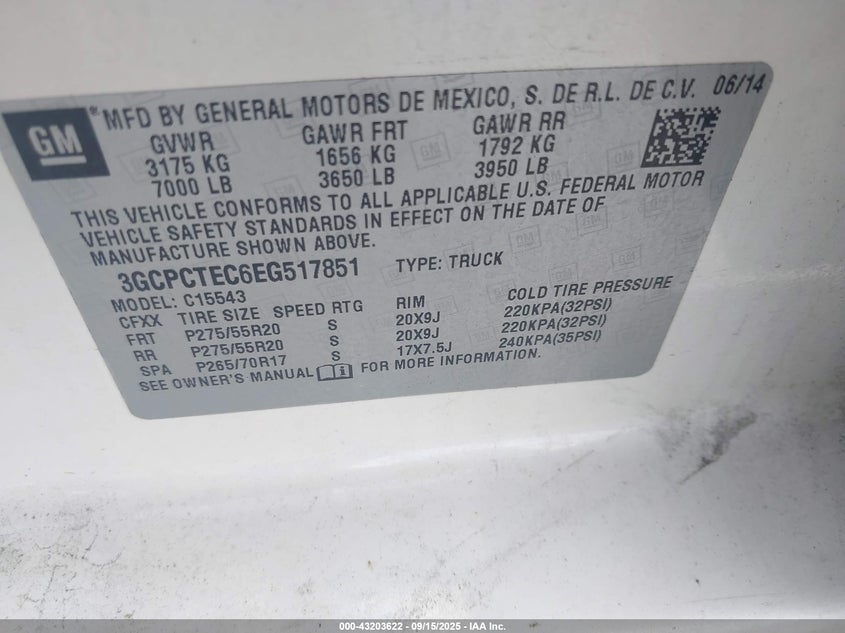 GM
® MFD BY GENERAL MOTORS DE MEXICO, S. DE R.L. DE C.V. 06/14
GVWR GAWR FRT GAWR RR
3175 KG 1656 KG 1792 KG
7000 LB 3650 LB 3950 LB
THIS VEHICLE CONFORMS TO ALL APPLICABLE U.S. FEDERAL MOTOR
VEHICLE SAFETY STANDARDS IN EFFECT ON THE DATE OF
MANUFACTURE SHOWN ABOVE.
3GCPCTEC6EG517851 TYPE: TRUCK
MODEL: C15543
CFXX TIRE SIZE SPEED RTG RIM COLD TIRE PRESSURE
FRT P275/55R20 S 20X9J 220KPA(32PSI)
RR P275/55R20 S 20X9J 220KPA(32PSI)
SPA P265/70R17 S 17X7.5J 240KPA(35PSI)
SEE OWNER'S MANUAL FOR MORE INFORMATION.
000-43203622 - 09/15/2025 - IAA Inc.